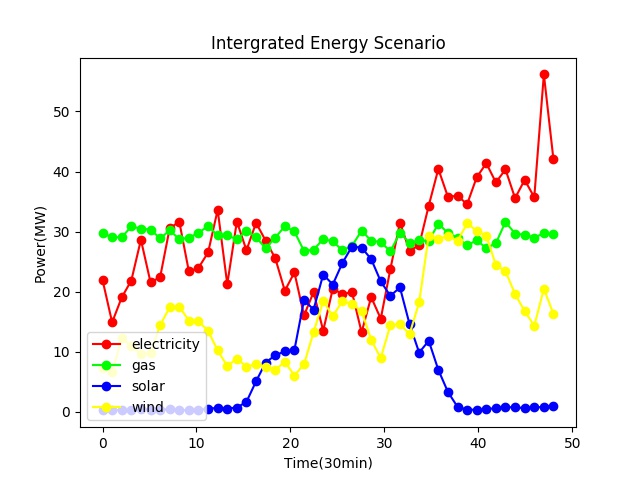 Intergrated Energy Scenario
Power(MW)
50
40
30
20
10
0
electricity
gas
solar
wind
0 10 20 30 40 50
Time(30min)